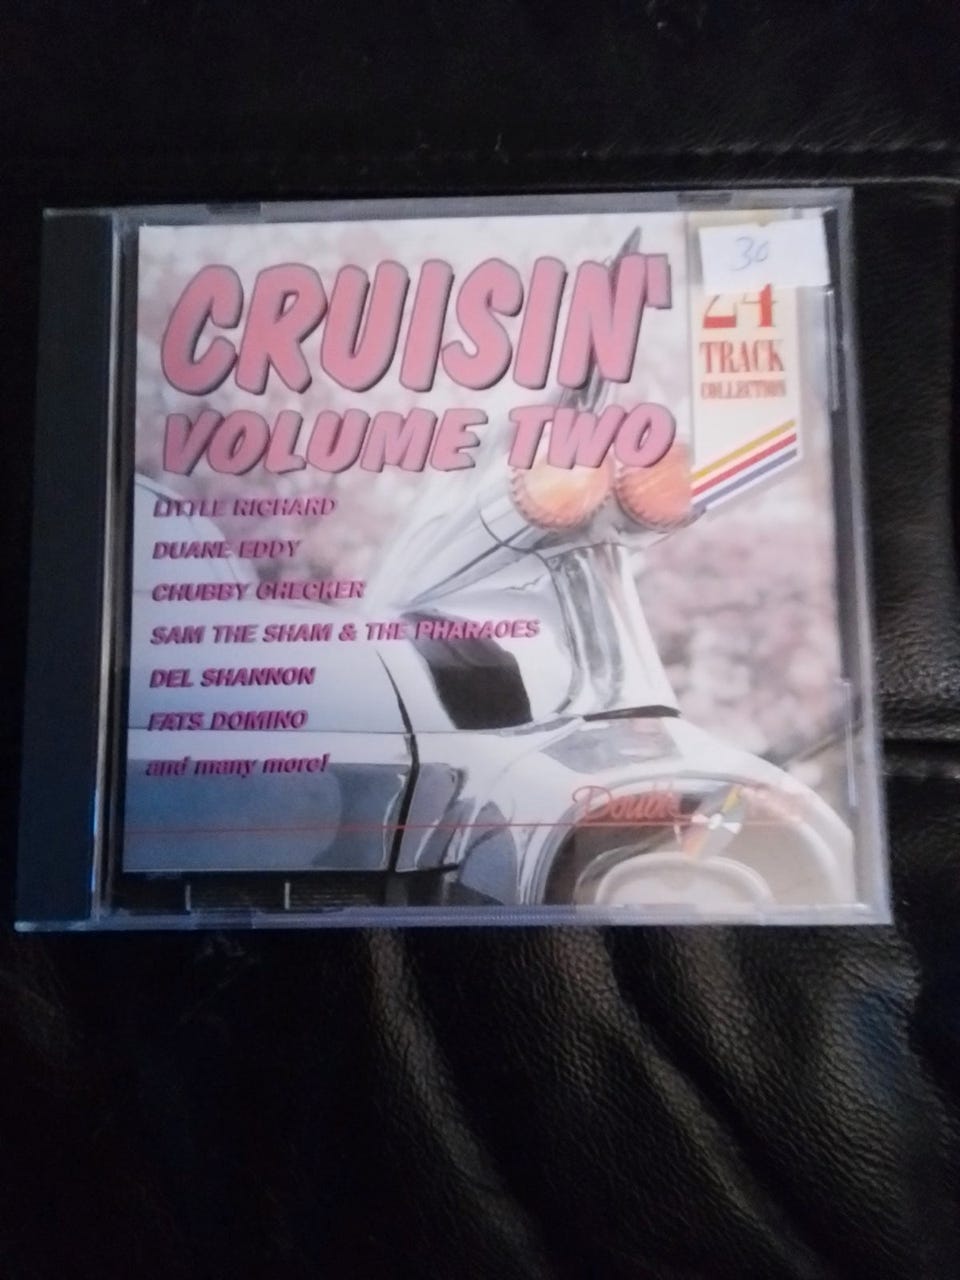 CRUISIN'
VOLUME TWO
30
24
TRACK
COLLECTION
LITTLE RICHARD
DUANE EDDY
CHUBBY CHECKER
SAM THE SHAM & THE PHARAOES
DEL SHANNON
FATS DOMINO
and many more!
Double